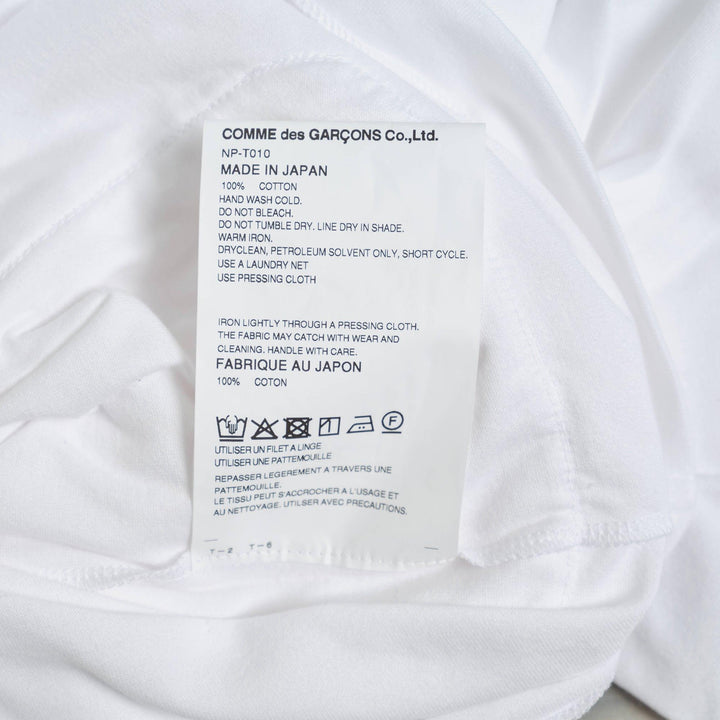 COMME des GARÇONS Co.,Ltd.
NP-T010
MADE IN JAPAN
100% COTTON
HAND WASH COLD.
DO NOT BLEACH.
DO NOT TUMBLE DRY. LINE DRY IN SHADE.
WARM IRON.
DRYCLEAN, PETROLEUM SOLVENT ONLY, SHORT CYCLE.
USE A LAUNDRY NET
USE PRESSING CLOTH
IRON LIGHTLY THROUGH A PRESSING CLOTH.
THE FABRIC MAY CATCH WITH WEAR AND
CLEANING. HANDLE WITH CARE.
FABRIQUE AU JAPON
100% COTON
F
UTILISER UN FILET A LINGE
UTILISER UNE PATTEMOUILLE
REPASSER LEGEREMENT A TRAVERS UNE
PATTEMOUILLE.
LE TISSU PEUT S'ACCROCHER A L'USAGE ET
AU NETTOYAGE. UTILISER AVEC PRECAUTIONS.
T-2 T-6